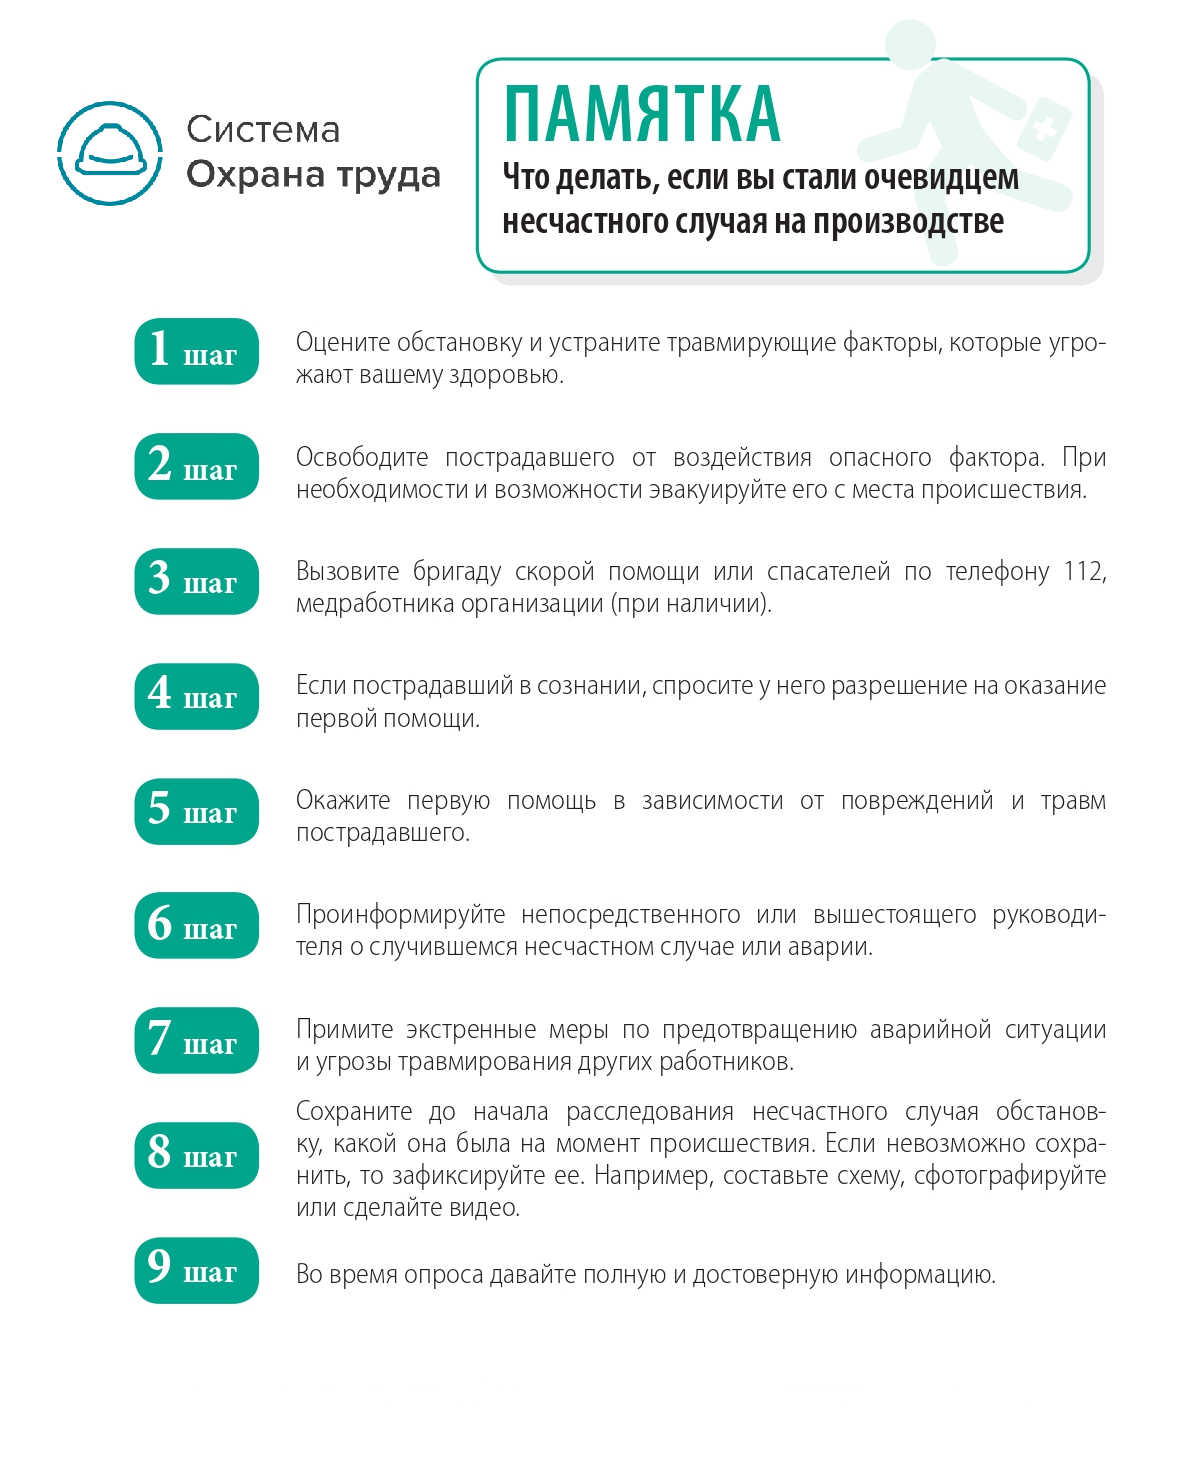 Система
Охрана труда
ПАМЯТКА
Что делать, если вы стали очевидцем
несчастного случая на производстве
1 шаг
Оцените обстановку и устраните травмирующие факторы, которые угро-
жают вашему здоровью.
2 шаг
Освободите пострадавшего от воздействия опасного фактора. При
необходимости и возможности эвакуируйте его с места происшествия.
3 шаг
Вызовите бригаду скорой помощи или спасателей по телефону 112,
медработника организации (при наличии).
4 шаг
Если пострадавший в сознании, спросите у него разрешение на оказание
первой помощи.
5 шаг
Окажите первую помощь в зависимости от повреждений и травм
пострадавшего.
6 шаг
Проинформируйте непосредственного или вышестоящего руководи-
теля о случившемся несчастном случае или аварии.
7 шаг
Примите экстренные меры по предотвращению аварийной ситуации
и угрозы травмирования других работников.
8 шаг
Сохраните до начала расследования несчастного случая обстанов-
ку, какой она была на момент происшествия. Если невозможно сохра-
нить, то зафиксируйте ее. Например, составьте схему, сфотографируйте
или сделайте видео.
9 шаг
Во время опроса давайте полную и достоверную информацию.